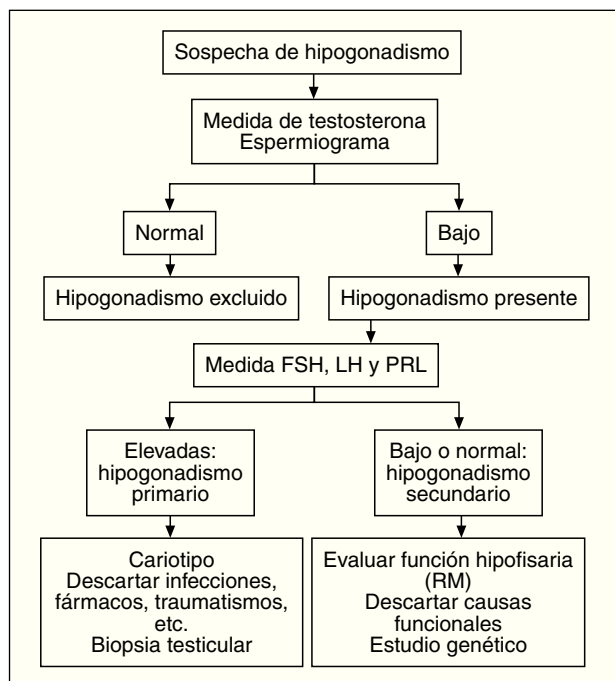 Sospecha de hipogonadismo
Medida de testosterona
Espermiograma
Normal
Bajo
Hipogonadismo excluido
Hipogonadismo presente
Medida FSH, LH y PRL
Elevadas:
hipogonadismo
primario
Bajo o normal:
hipogonadismo
secundario
Cariotipo
Descartar infecciones,
fármacos, traumatismos,
etc.
Biopsia testicular
Evaluar función hipofisaria
(RM)
Descartar causas
funcionales
Estudio genético